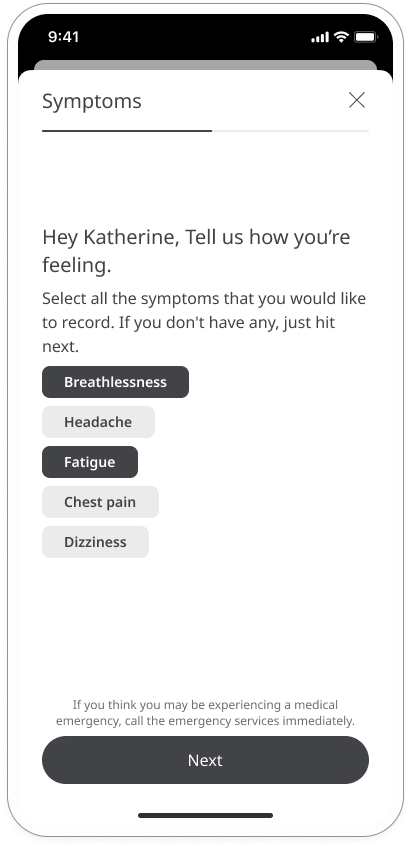 9:41
Symptoms
Hey Katherine, Tell us how you’re
feeling.
Select all the symptoms that you would like
to record. If you don't have any, just hit
next.
Breathlessness
Headache
Fatigue
Chest pain
Dizziness
If you think you may be experiencing a medical
emergency, call the emergency services immediately.
Next